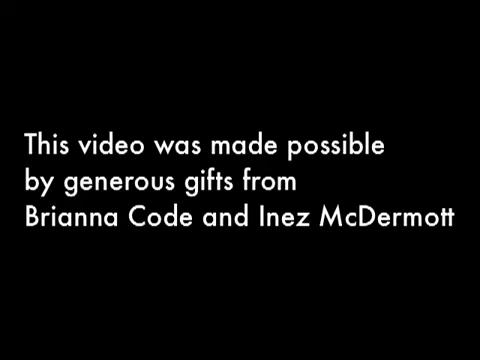 This video was made possible
by generous gifts from
Brianna Code and Inez McDermott